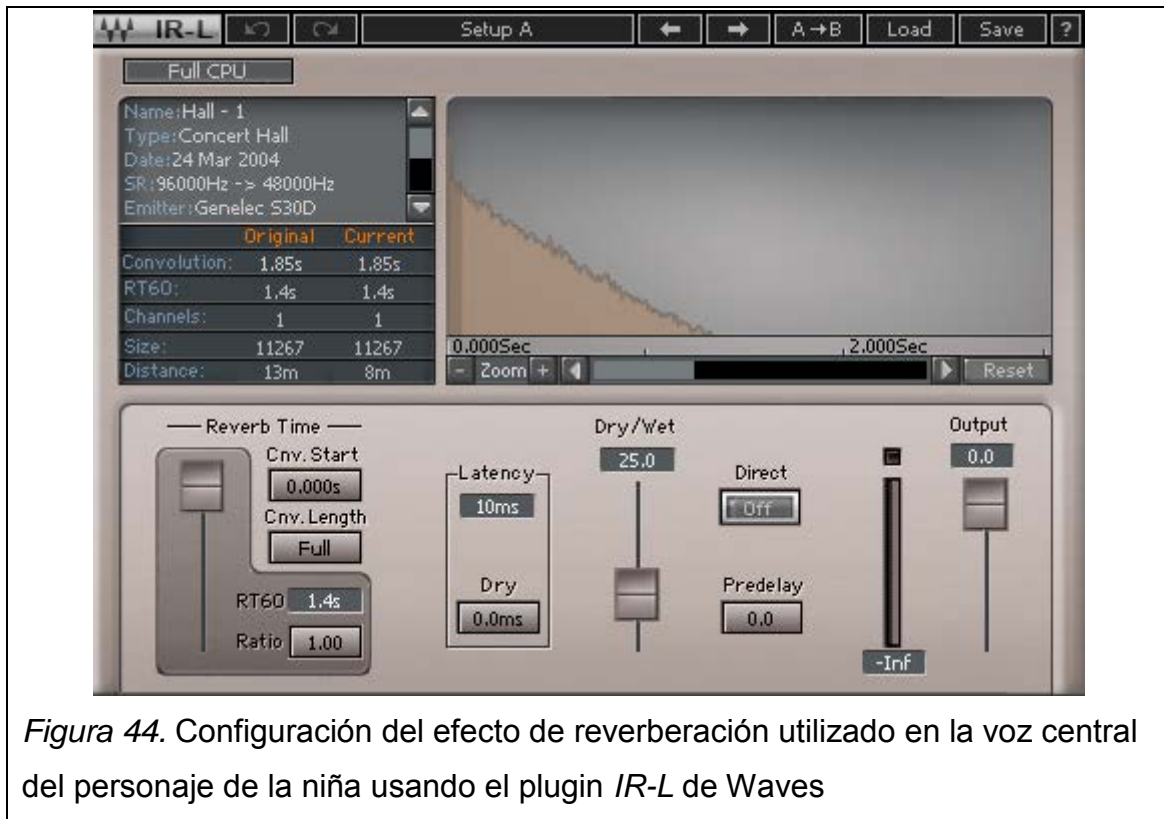 IR-L Setup A A→B Load Save ?
Full CPU
Name:Hall - 1
Type:Concert Hall
Date:24 Mar 2004
SR:96000Hz -> 48000Hz
Emitter:Genelec S30D
Original Current
Convolution: 1.85s 1.85s
RT60: 1.4s 1.4s
Channels: 1 1
Size: 11267 11267
Distance: 13m 8m
0.000Sec 2.000Sec
- Zoom + Reset
Reverb Time
Cnv.Start
0.000s
Cnv.Length
Full
RT60 1.4s
Ratio 1.00
Latency
10ms
Dry
0.0ms
Dry/Wet
25.0
Direct
Off
Predelay
0.0
-Inf
Output
0.0
Figura 44. Configuración del efecto de reverberación utilizado en la voz central
del personaje de la niña usando el plugin IR-L de Waves